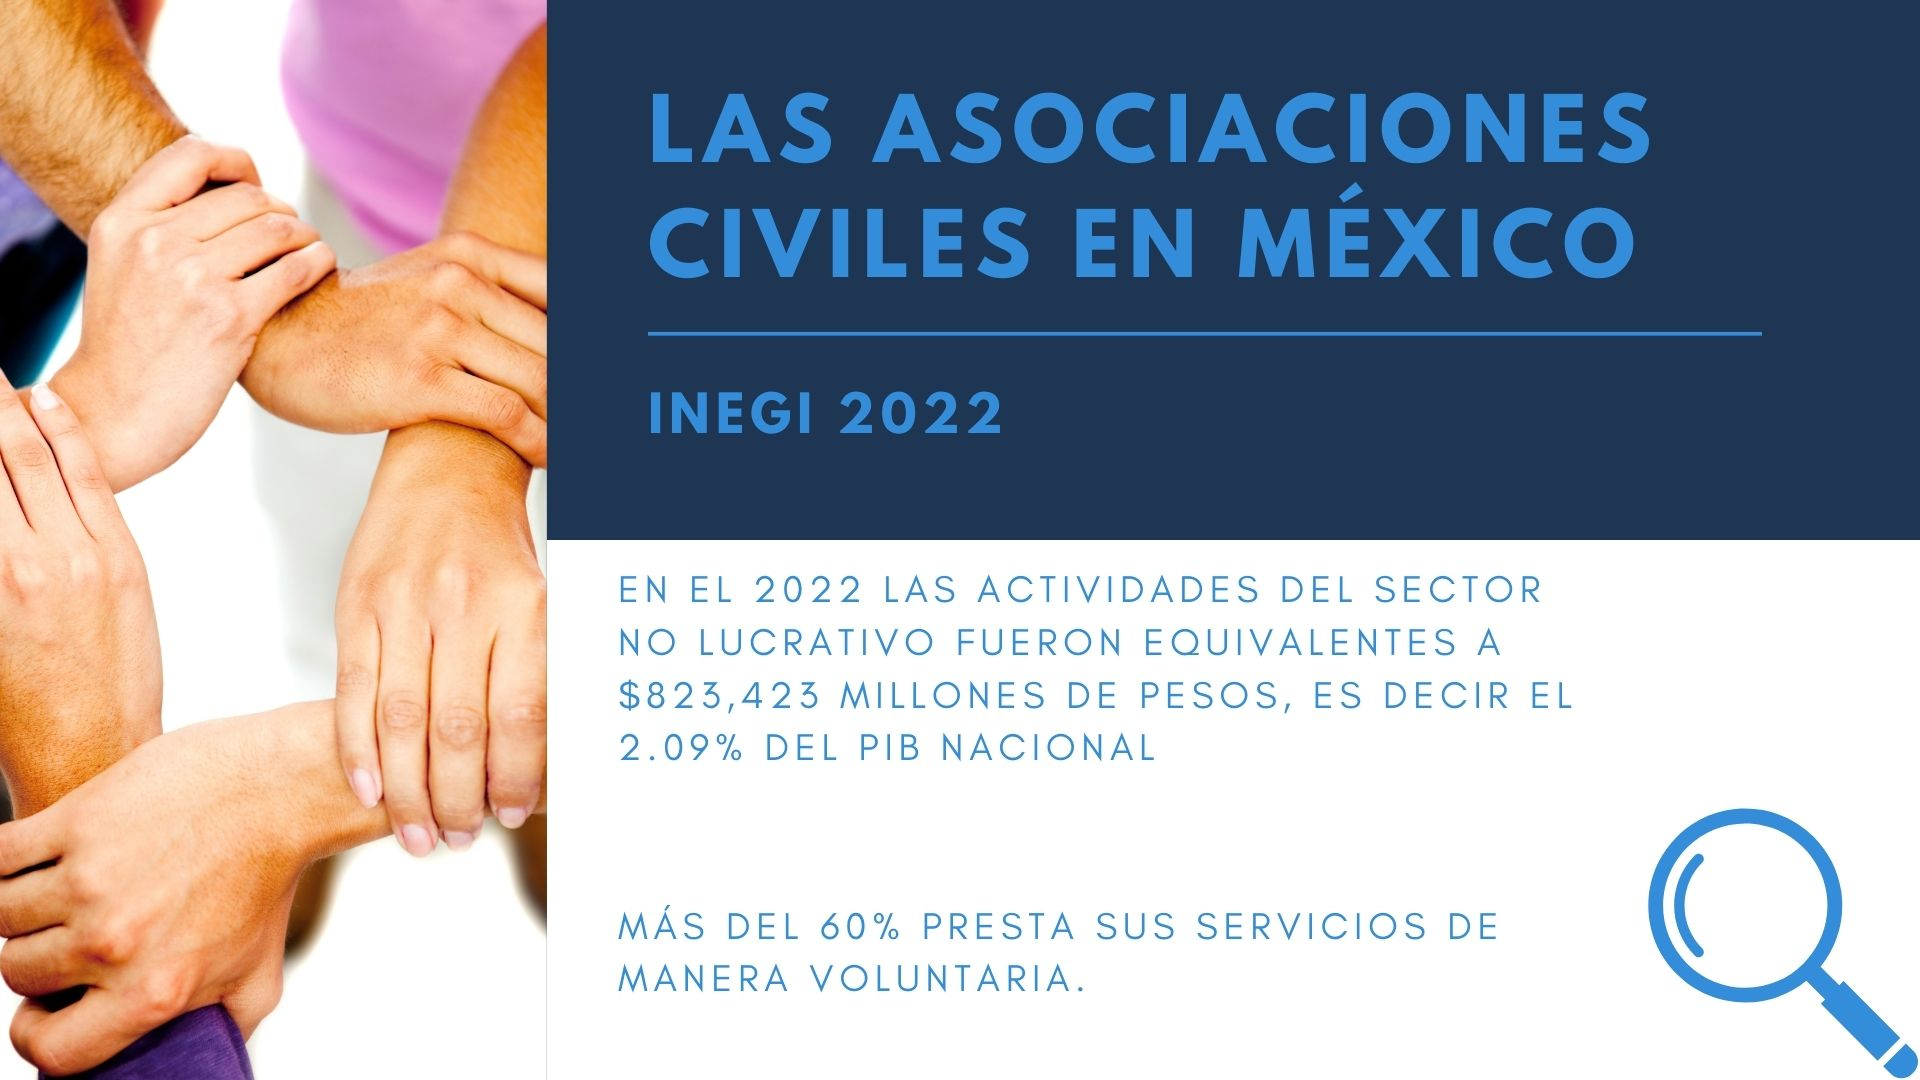 LAS ASOCIACIONES
CIVILES EN MÉXICO
INEGI 2022
EN EL 2022 LAS ACTIVIDADES DEL SECTOR
NO LUCRATIVO FUERON EQUIVALENTES A
$823,423 MILLONES DE PESOS, ES DECIR EL
2.09% DEL PIB NACIONAL
MÁS DEL 60% PRESTA SUS SERVICIOS DE
MANERA VOLUNTARIA.